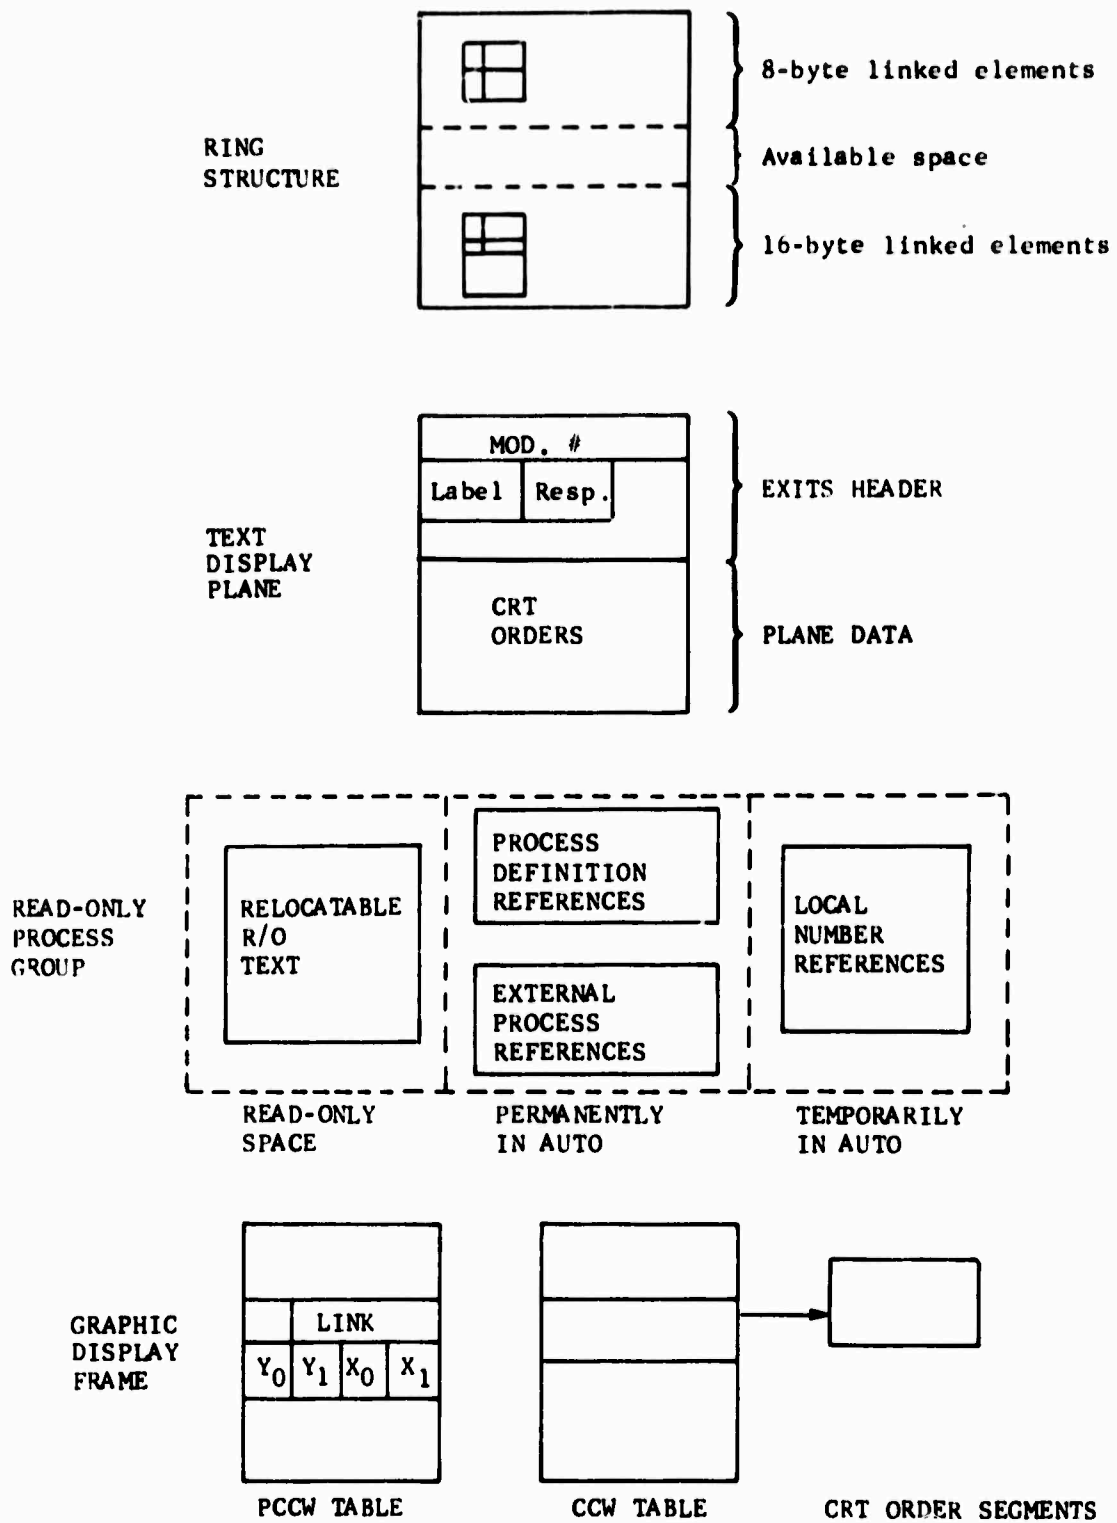 8-byte linked elements
RING
STRUCTURE
Available space
16-byte linked elements
MOD. #
Label Resp.
EXITS HEADER
TEXT
DISPLAY
PLANE
CRT
ORDERS
PLANE DATA
READ-ONLY
PROCESS
GROUP
RELOCATABLE
R/O
TEXT
PROCESS
DEFINITION
REFERENCES
EXTERNAL
PROCESS
REFERENCES
LOCAL
NUMBER
REFERENCES
READ-ONLY
SPACE
PERMANENTLY
IN AUTO
TEMPORARILY
IN AUTO
GRAPHIC
DISPLAY
FRAME
LINK
Y₀ Y₁ X₀ X₁
PCCW TABLE
CCW TABLE
CRT ORDER SEGMENTS